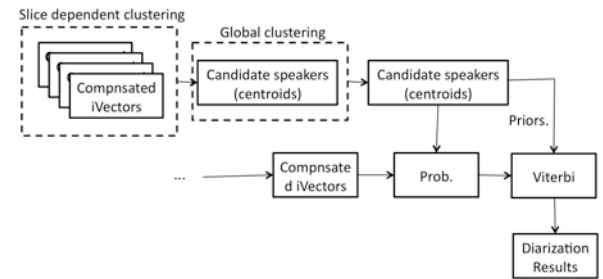 Slice dependent clustering
Global clustering
Compnsated
iVectors
Candidate speakers
(centroids)
Candidate speakers
(centroids)
Priors.
...
Compnsate
d iVectors
Prob.
Viterbi
Diarization
Results